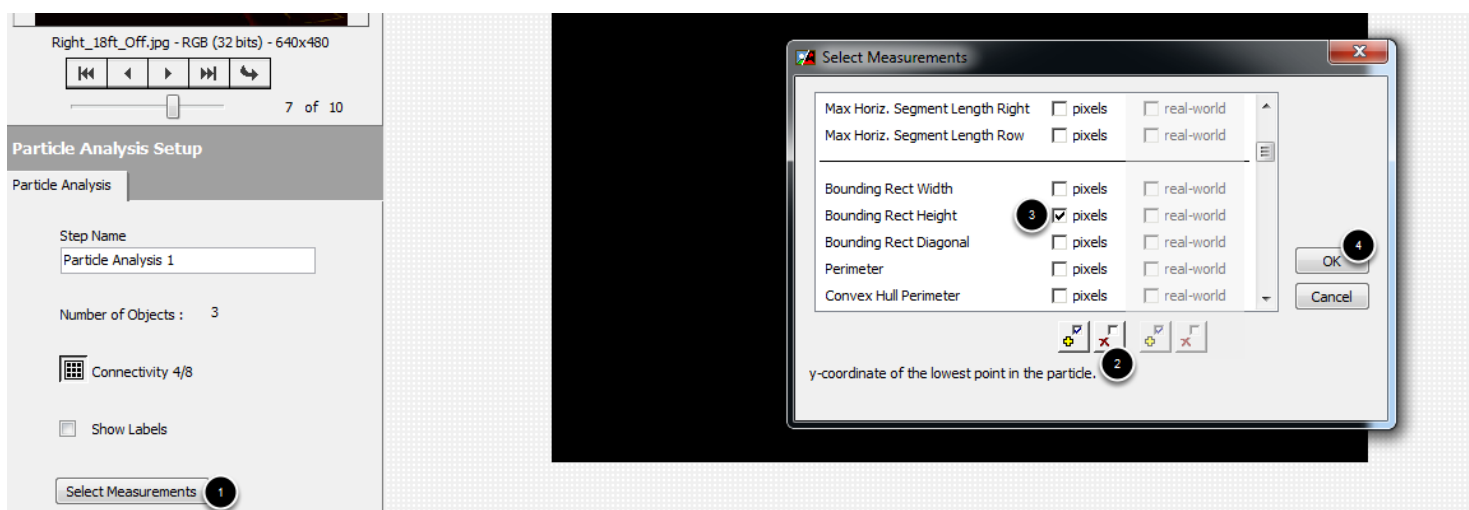 Right_18ft_Off.jpg - RGB (32 bits) - 640x480
7 of 10
Particle Analysis Setup
Particle Analysis
Step Name
Particle Analysis 1
Number of Objects : 3
Connectivity 4/8
Show Labels
Select Measurements 1
Select Measurements
Max Horiz. Segment Length Right pixels real-world
Max Horiz. Segment Length Row pixels real-world
Bounding Rect Width pixels real-world
Bounding Rect Height 3 pixels real-world
Bounding Rect Diagonal pixels real-world
Perimeter pixels real-world
Convex Hull Perimeter pixels real-world
OK 4
Cancel
2
y-coordinate of the lowest point in the particle.